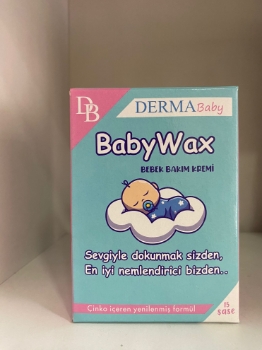 DB
DERMA Baby
BabyWax
BEBEK BAKIM KREMİ
Sevgiyle dokunmak sizden,
En iyi nemlendirici bizden..
Çinko içeren yenilenmiş formül
15
şase